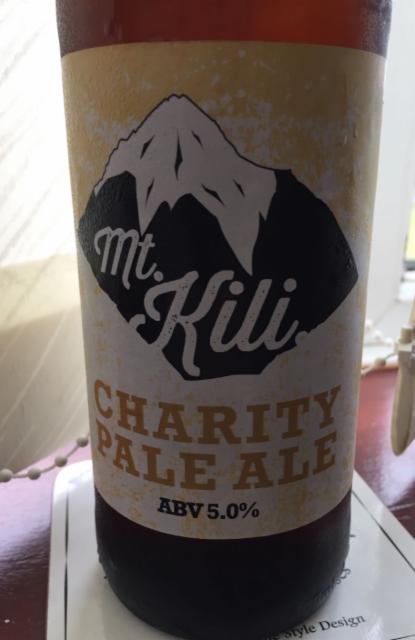 Mt.
Kili.
CHARITY
PALE ALE
ABV 5.0%
Style Design